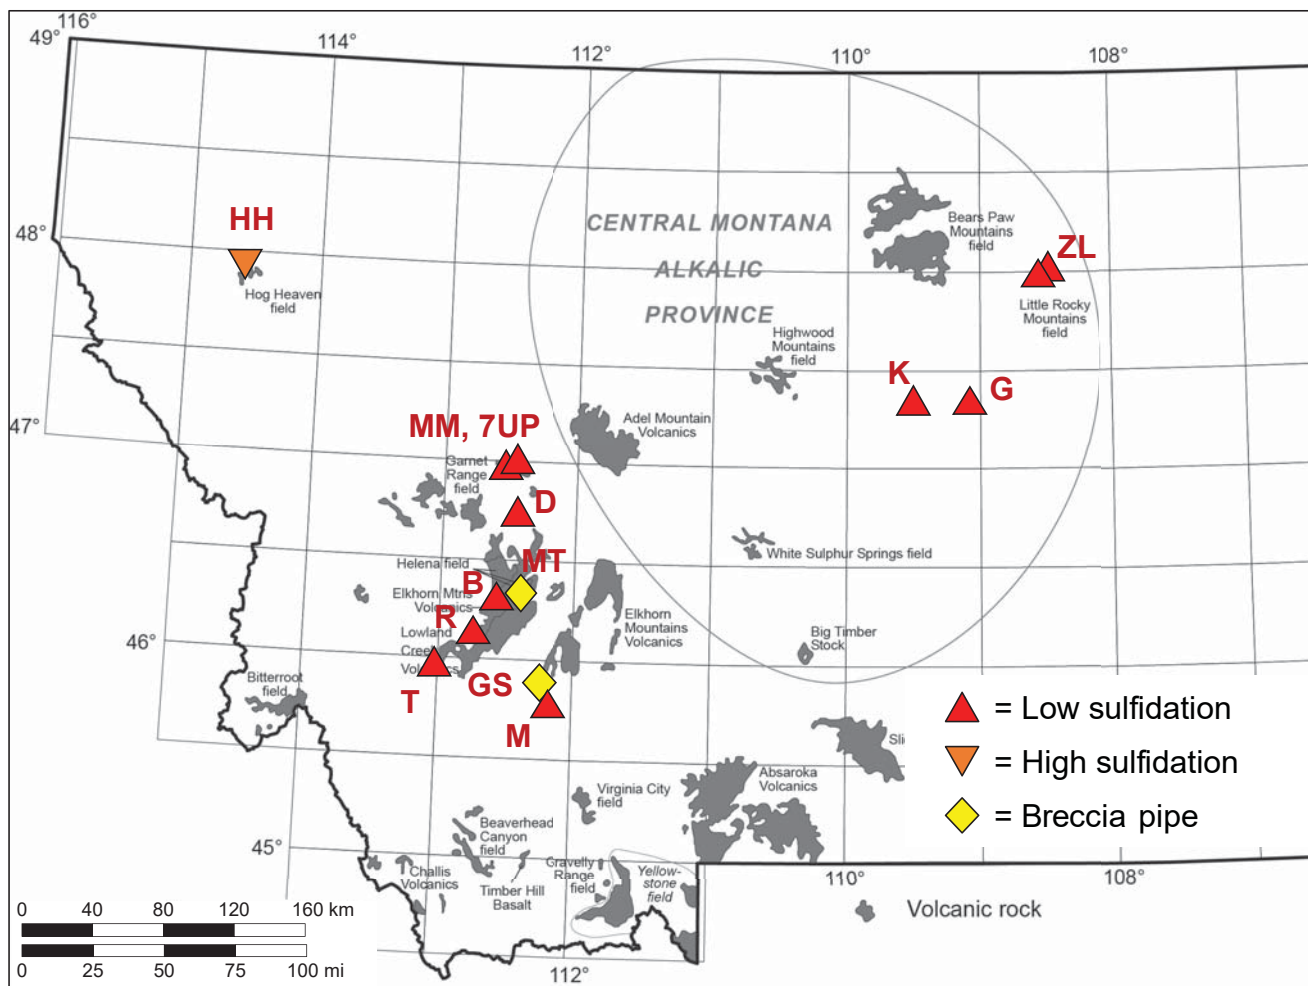 116°
49°
114°
112°
110°
108°
HH
48°
Hog Heaven
field
CENTRAL MONTANA
ALKALIC
PROVINCE
Bears Paw
Mountains
field
ZL
Little Rocky
Mountains
field
Highwood
Mountains
field
K
G
47°
MM, 7UP
Garnet
Range
field
Adel Mountain
Volcanics
D
White Sulphur Springs field
Helena field
MT
B
Elkhorn Mtns
Volcanics
R
Lowland
Creek
Volcanics
Elkhorn
Mountains
Volcanics
Big Timber
Stock
46°
Bitterroot
field
T
GS
M
= Low sulfidation
= High sulfidation
= Breccia pipe
Sli
Absaroka
Volcanics
Virginia City
field
Beaverhead
Canyon
field
45°
Challis
Volcanics
Timber Hill
Basalt
Gravelly
Range
field
Yellow-
stone
field
110°
108°
Volcanic rock
0 40 80 120 160 km
0 25 50 75 100 mi
112°